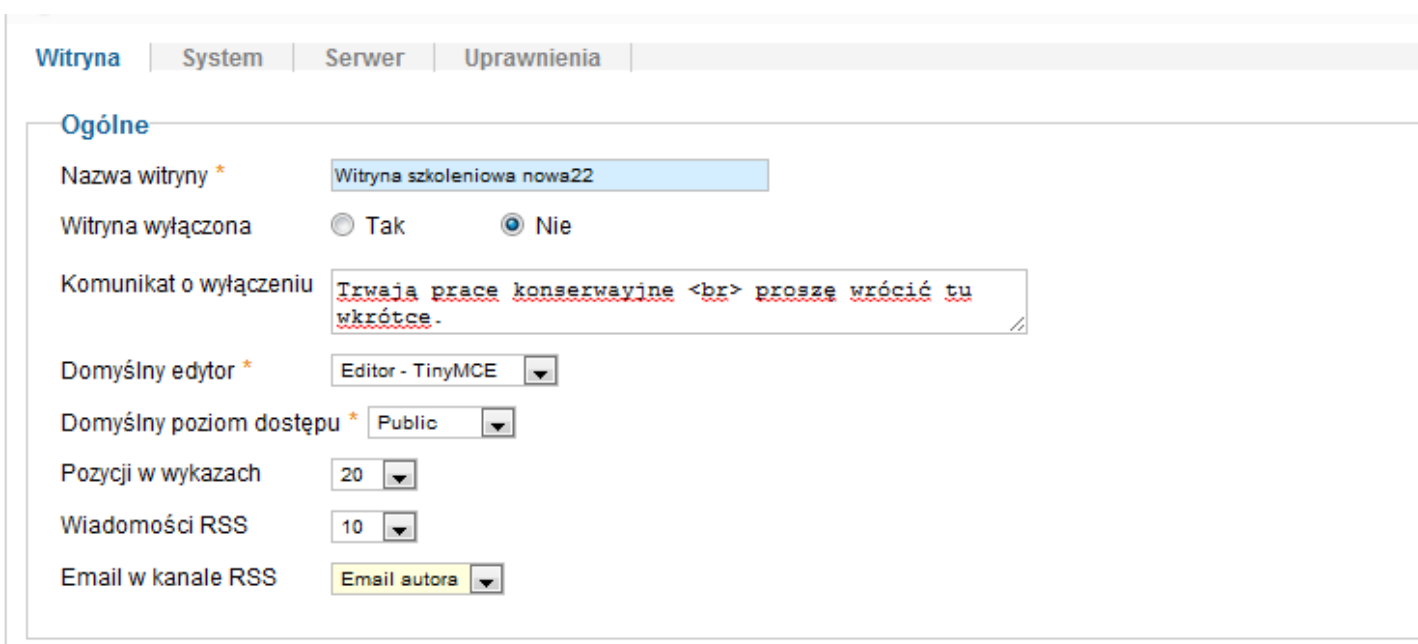 Witryna System Serwer Uprawnienia
Ogólne
Nazwa witryny * Witryna szkoleniowa nowa22
Witryna wyłączona Tak Nie
Komunikat o wyłączeniu Trwają prace konserwayjne <br> proszę wrócić tu
wkrótce.
Domyślny edytor * Editor - TinyMCE
Domyślny poziom dostępu * Public
Pozycji w wykazach 20
Wiadomości RSS 10
Email w kanale RSS Email autora